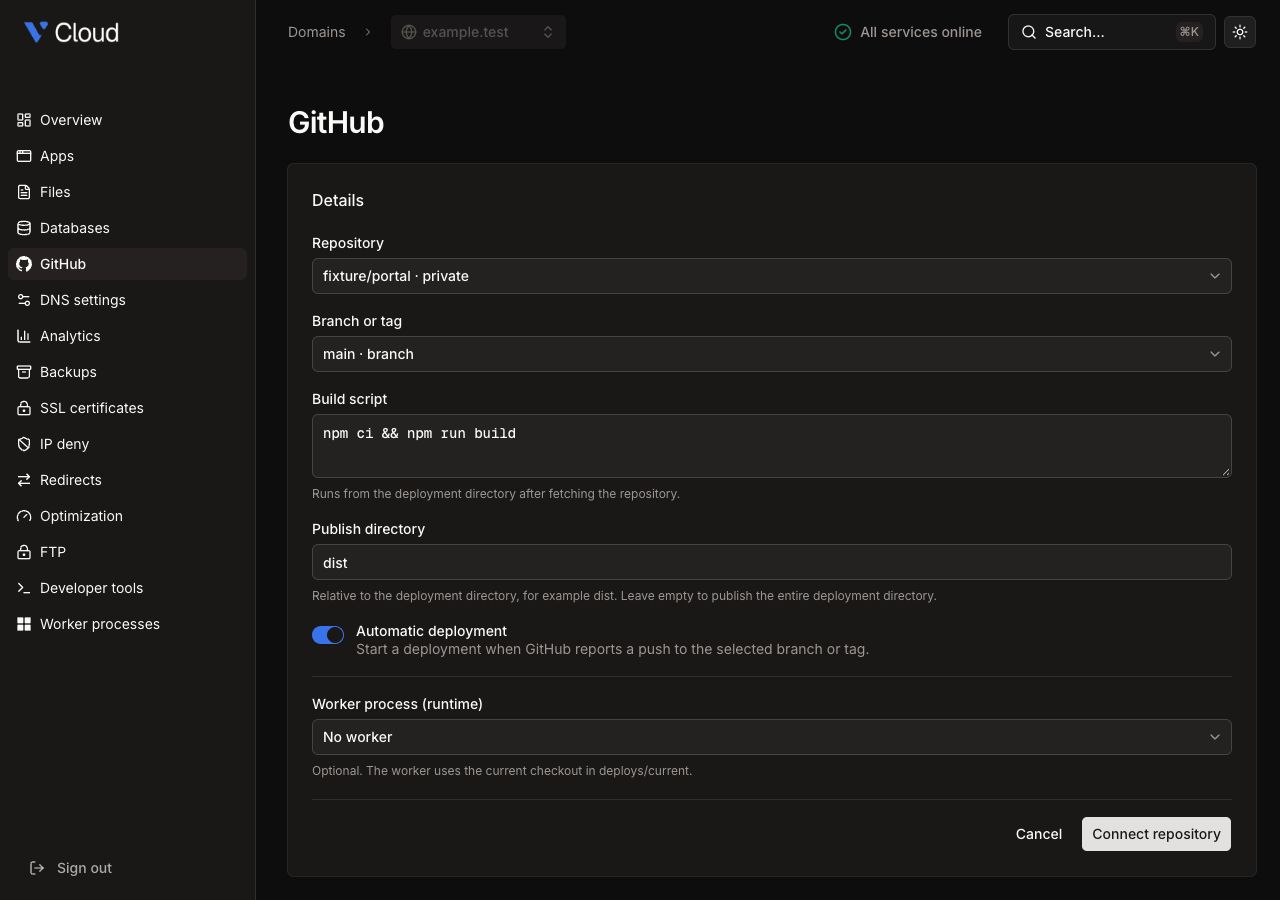 Cloud
Domains
example.test
All services online
Search...
⌘K
Overview
Apps
Files
Databases
GitHub
DNS settings
Analytics
Backups
SSL certificates
IP deny
Redirects
Optimization
FTP
Developer tools
Worker processes
Sign out
GitHub
Details
Repository
fixture/portal · private
Branch or tag
main · branch
Build script
npm ci && npm run build
Runs from the deployment directory after fetching the repository.
Publish directory
dist
Relative to the deployment directory, for example dist. Leave empty to publish the entire deployment directory.
Automatic deployment
Start a deployment when GitHub reports a push to the selected branch or tag.
Worker process (runtime)
No worker
Optional. The worker uses the current checkout in deploys/current.
Cancel
Connect repository